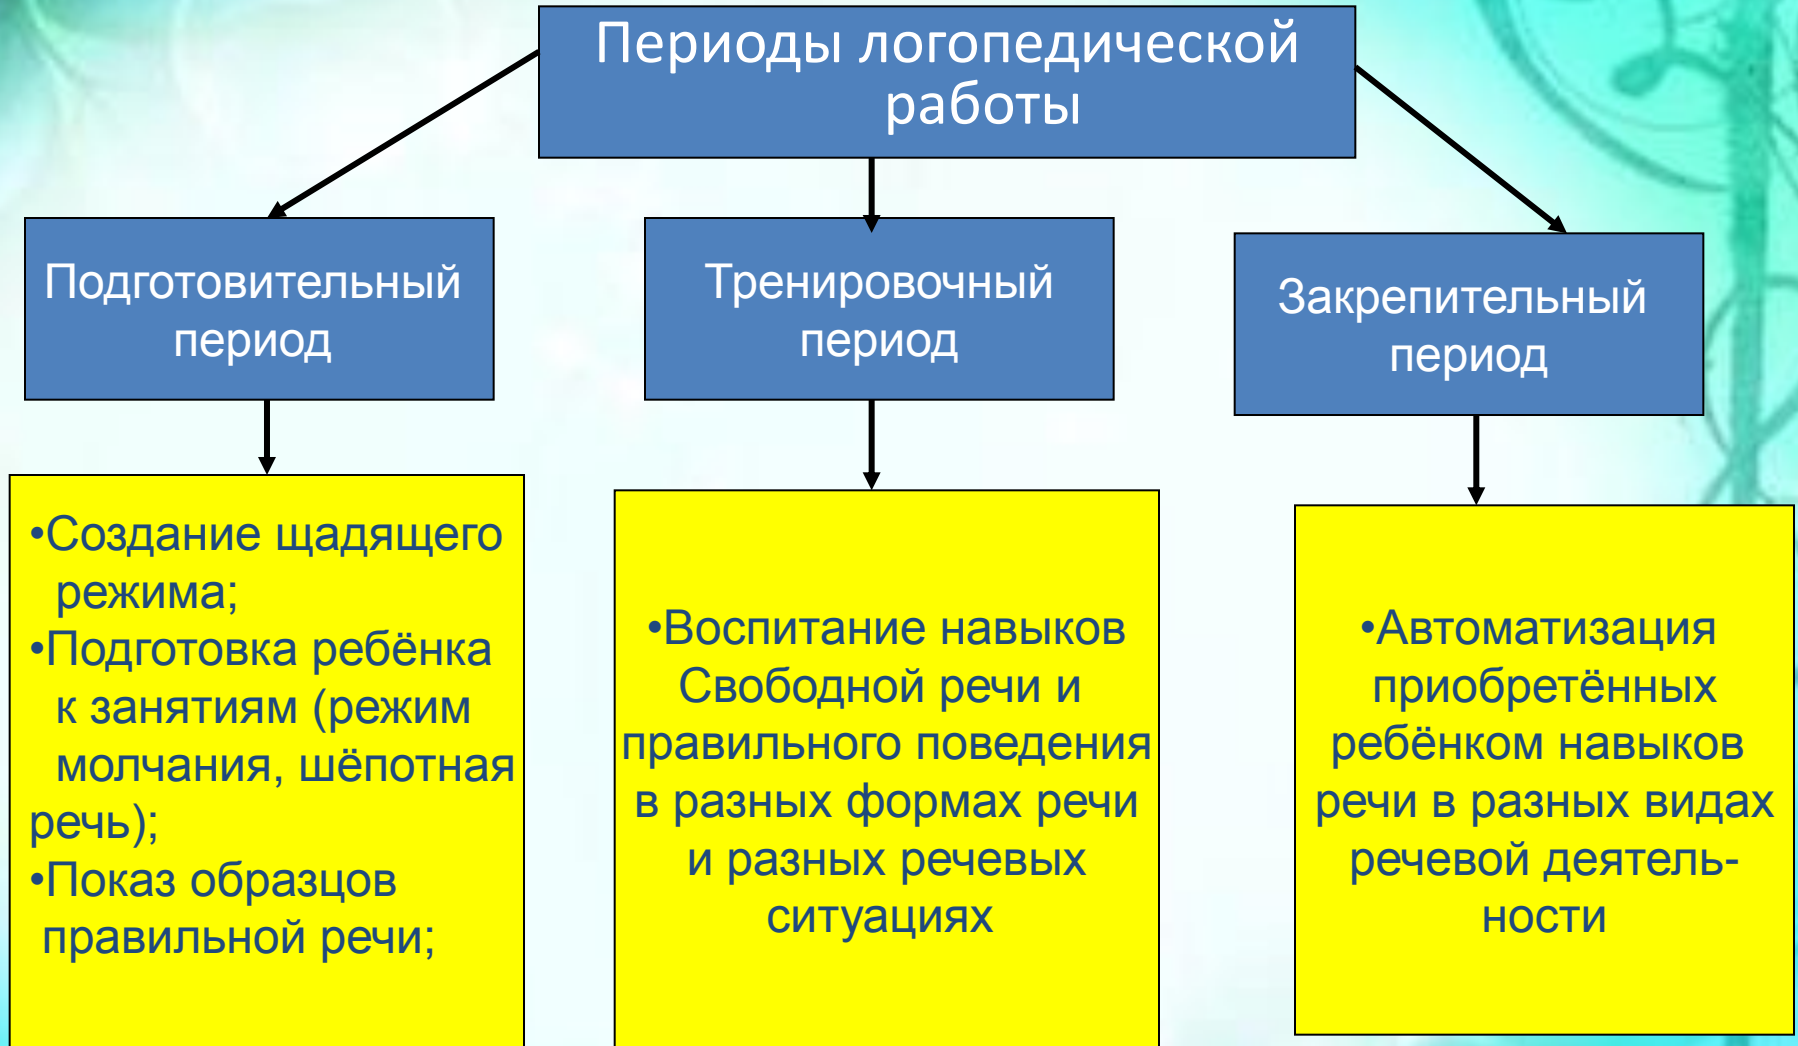 Периоды логопедической
работы
Подготовительный
период
Тренировочный
период
Закрепительный
период
•Создание щадящего
режима;
•Подготовка ребёнка
к занятиям (режим
молчания, шёпотная
речь);
•Показ образцов
правильной речи;
•Воспитание навыков
Свободной речи и
правильного поведения
в разных формах речи
и разных речевых
ситуациях
•Автоматизация
приобретённых
ребёнком навыков
речи в разных видах
речевой деятель-
ности